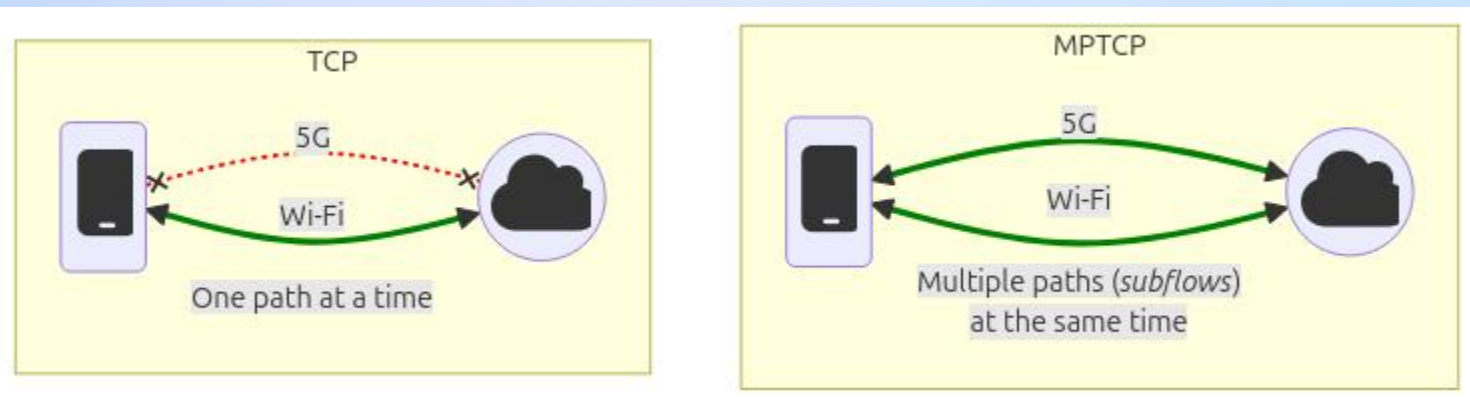 TCP
5G
Wi-Fi
One path at a time
MPTCP
5G
Wi-Fi
Multiple paths (subflows)
at the same time